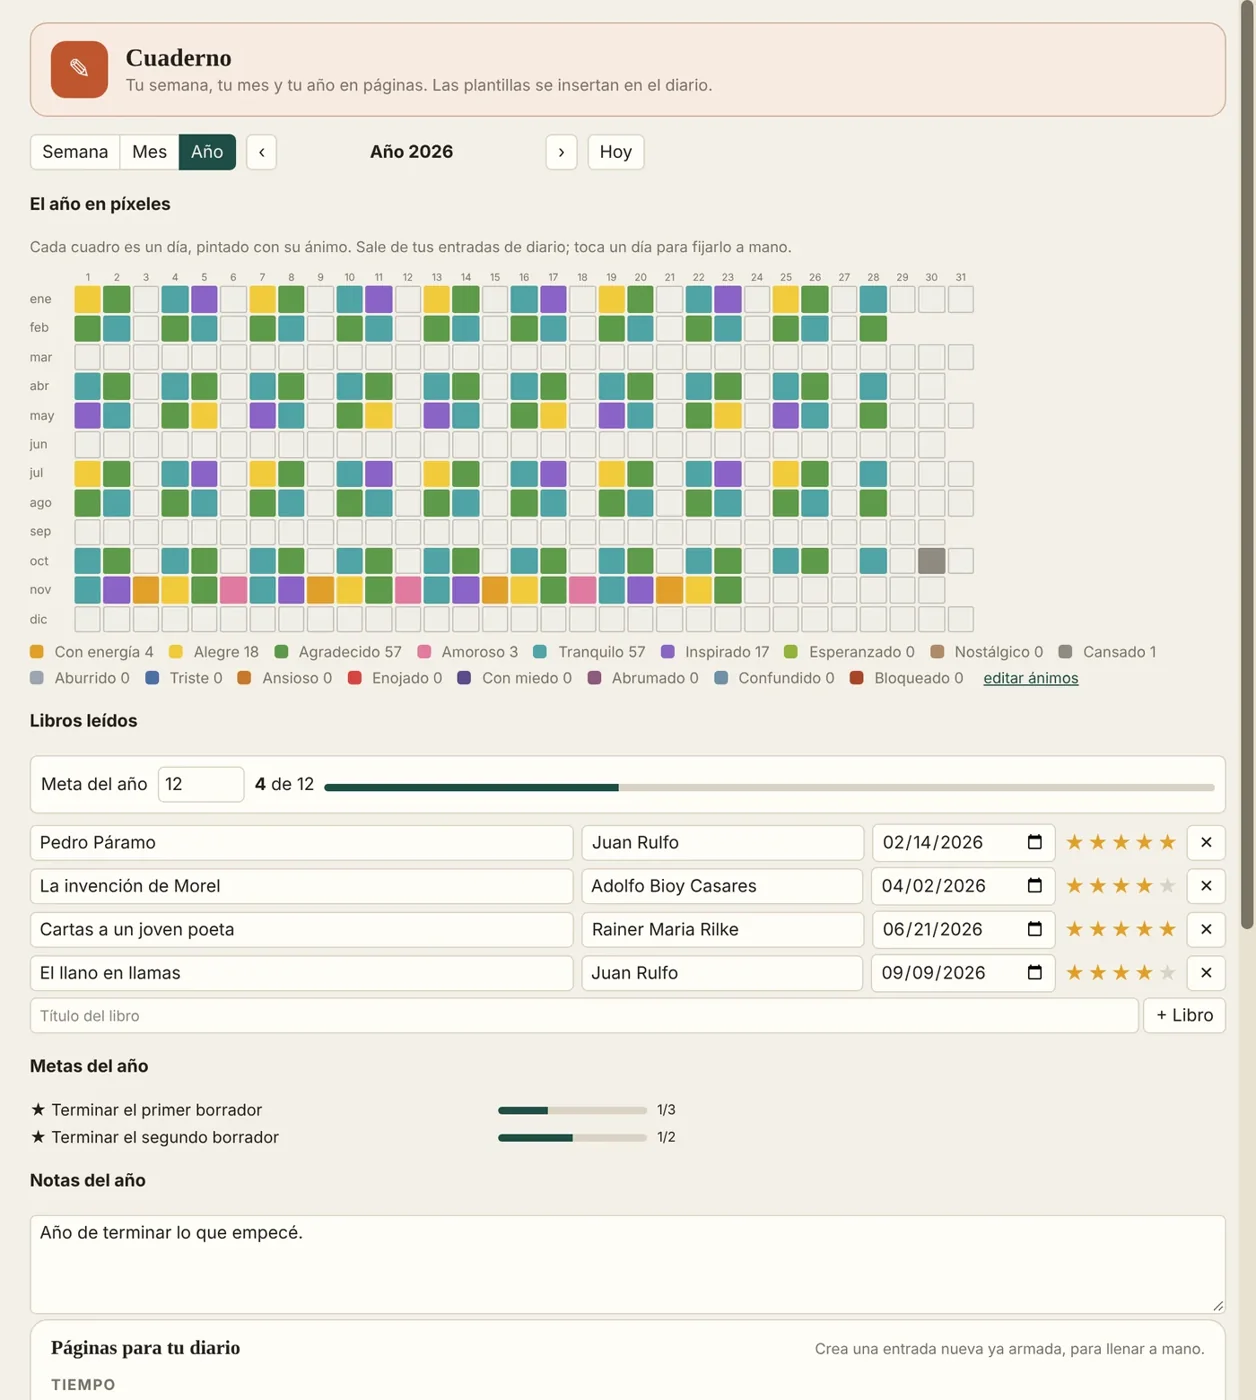 Cuaderno
Tu semana, tu mes y tu año en páginas. Las plantillas se insertan en el diario.
Semana Mes Año ‹ Año 2026 › Hoy
El año en píxeles
Cada cuadro es un día, pintado con su ánimo. Sale de tus entradas de diario; toca un día para fijarlo a mano.
1 2 3 4 5 6 7 8 9 10 11 12 13 14 15 16 17 18 19 20 21 22 23 24 25 26 27 28 29 30 31
ene
feb
mar
abr
may
jun
jul
ago
sep
oct
nov
dic
Con energía 4 Alegre 18 Agradecido 57 Amoroso 3 Tranquilo 57 Inspirado 17 Esperanzado 0 Nostálgico 0 Cansado 1
Aburrido 0 Triste 0 Ansioso 0 Enojado 0 Con miedo 0 Abrumado 0 Confundido 0 Bloqueado 0 editar ánimos
Libros leídos
Meta del año 12 4 de 12
Pedro Páramo Juan Rulfo 02/14/2026 ★★★★★ ✕
La invención de Morel Adolfo Bioy Casares 04/02/2026 ★★★★★ ✕
Cartas a un joven poeta Rainer Maria Rilke 06/21/2026 ★★★★★ ✕
El llano en llamas Juan Rulfo 09/09/2026 ★★★★★ ✕
Título del libro + Libro
Metas del año
★ Terminar el primer borrador 1/3
★ Terminar el segundo borrador 1/2
Notas del año
Año de terminar lo que empecé.
Páginas para tu diario Crea una entrada nueva ya armada, para llenar a mano.
TIEMPO